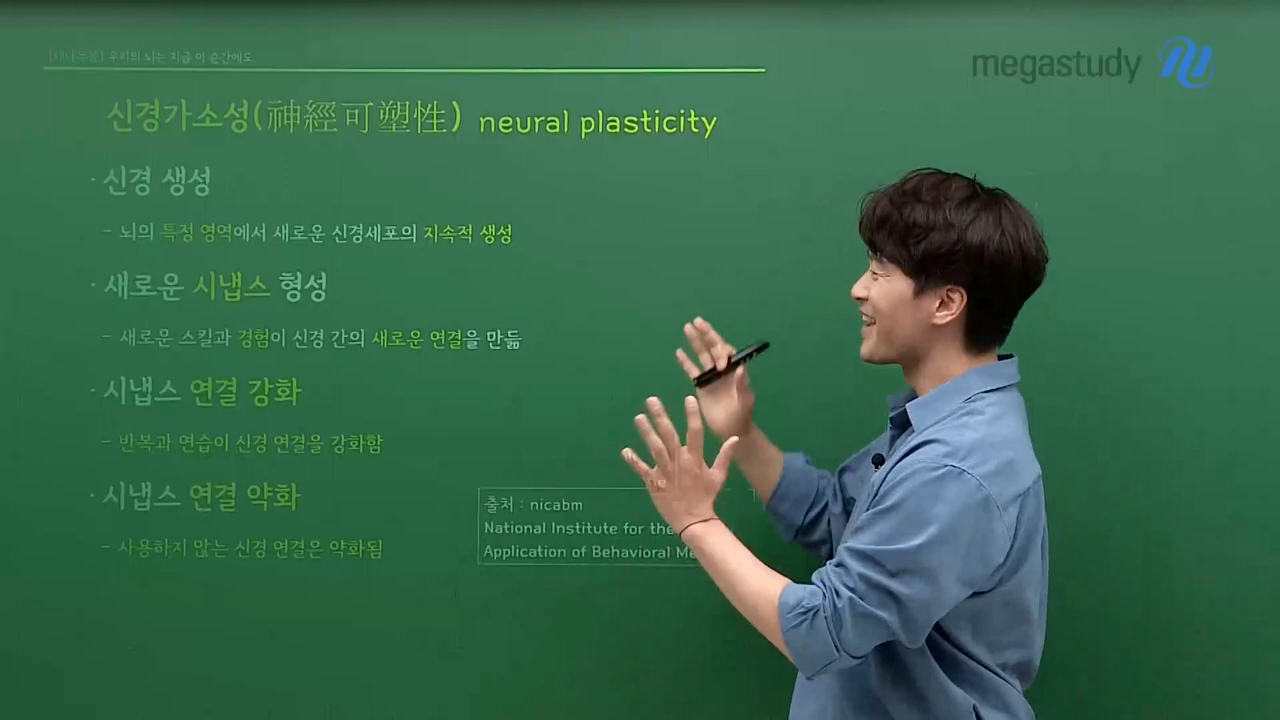 우리의 뇌는 지금 이 순간에도
megastudy
신경가소성(神經可塑性) neural plasticity
· 신경 생성
- 뇌의 특정 영역에서 새로운 신경세포의 지속적 생성
· 새로운 시냅스 형성
- 새로운 스킬과 경험이 신경 간의 새로운 연결을 만듦
· 시냅스 연결 강화
- 반복과 연습이 신경 연결을 강화함
· 시냅스 연결 약화
- 사용하지 않는 신경 연결은 약화됨
출처 : nicabm
National Institute for the
Application of Behavioral Me